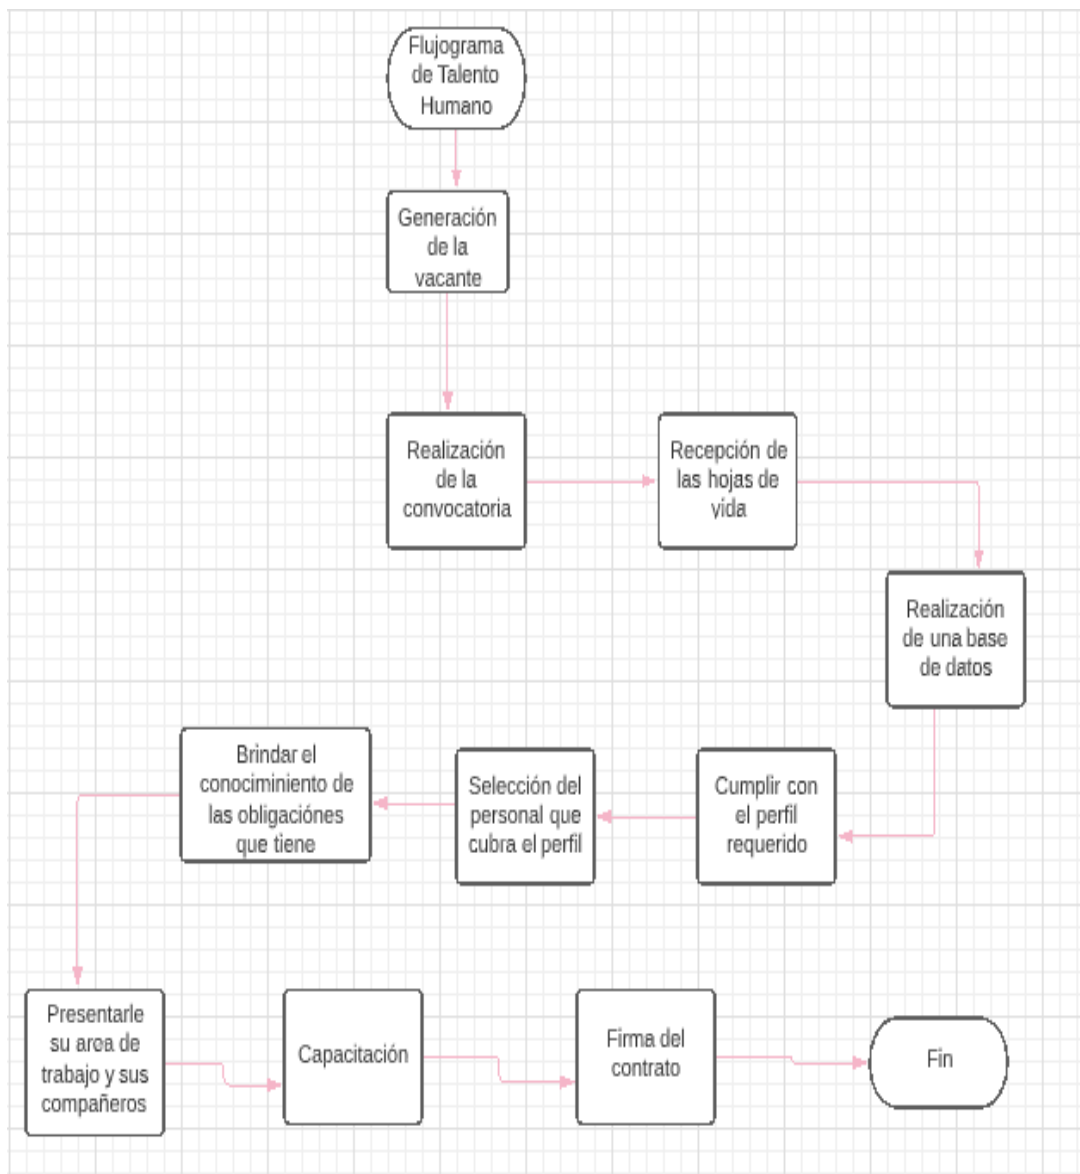 Flujograma
de Talento
Humano
Generación
de la
vacante
Realización
de la
convocatoria
Recepción de
las hojas de
vida
Realización
de una base
de datos
Brindar el
conociminiento de
las obligaciónes
que tiene
Selección del
personal que
cubra el perfil
Cumplir con
el perfil
requerido
Presentarle
su area de
trabajo y sus
compañeros
Capacitación
Firma del
contrato
Fin